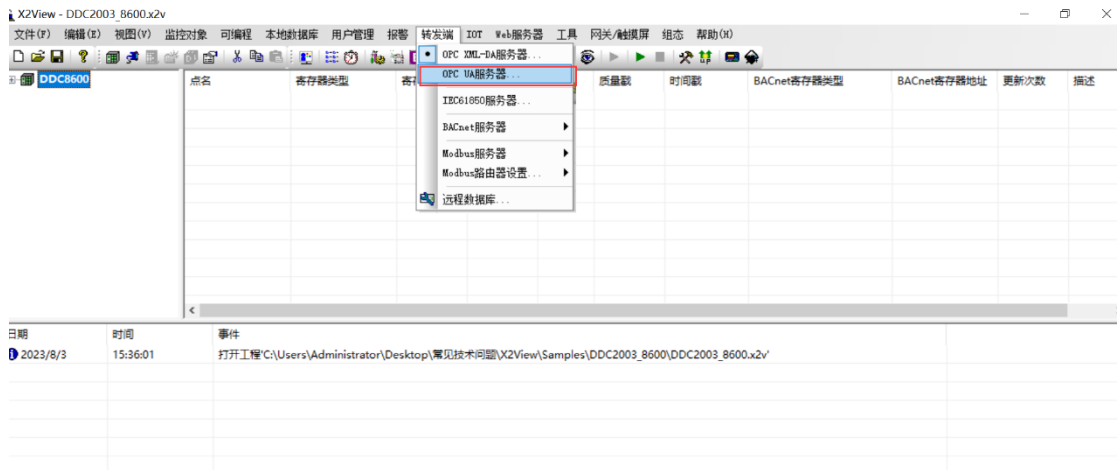 X2View - DDC2003_8600.x2v
文件(F) 编辑(E) 视图(V) 监控对象 可编程 本地数据库 用户管理 报警 转发端 IOT Web服务器 工具 网关/触摸屏 组态 帮助(H)
OPC XML-DA服务器...
OPC UA服务器...
IEC61850服务器...
BACnet服务器
Modbus服务器
Modbus路由器设置...
远程数据库...
DDC8600
点名 寄存器类型 质量戳 时间戳 BACnet寄存器类型 BACnet寄存器地址 更新次数 描述
日期 时间 事件
2023/8/3 15:36:01 打开工程'C:\Users\Administrator\Desktop\常见技术问题\X2View\Samples\DDC2003_8600\DDC2003_8600.x2v'